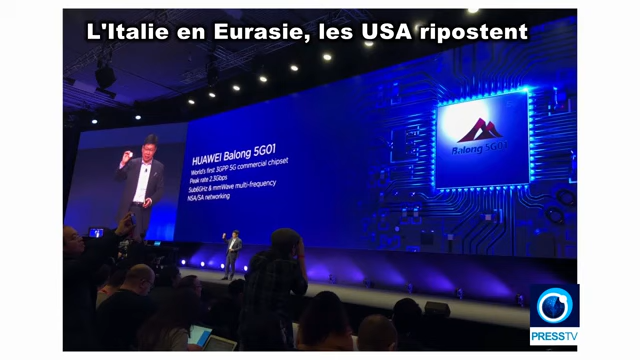 L'Italie en Eurasie, les USA ripostent
HUAWEI Balong 5G01
World's first 3GPP 5G commercial chipset
Peak rate 2.3Gbps
Sub6GHz & mmWave multi-frequency
NSA/SA networking
Balong 5G01
PRESSTV